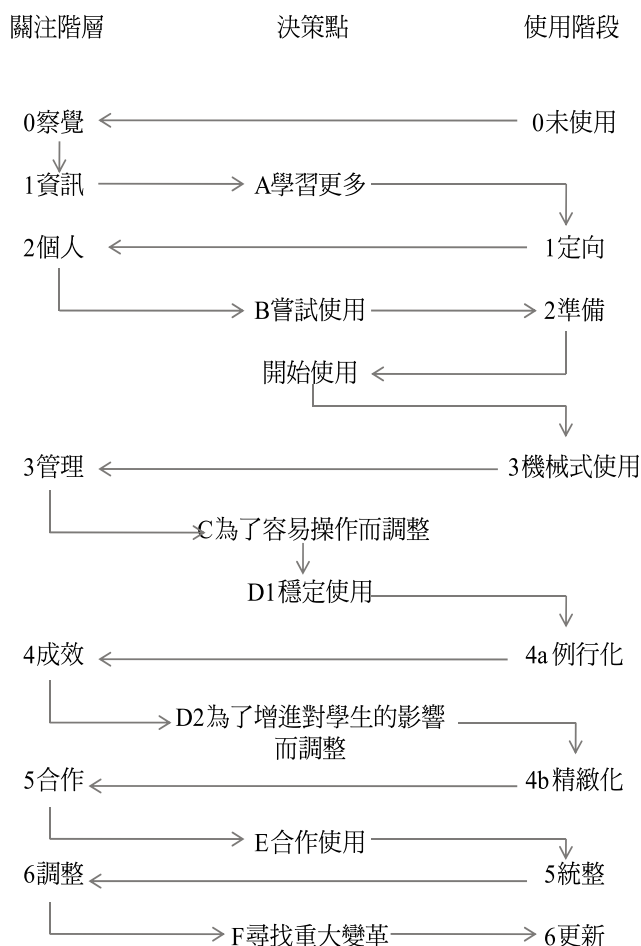 關注階層 決策點 使用階段
0察覺 0未使用
1資訊 A學習更多
2個人 1定向
B嘗試使用 2準備
開始使用
3管理 3機械式使用
C為了容易操作而調整
D1穩定使用
4成效 4a例行化
D2為了增進對學生的影響
而調整
5合作 4b精緻化
E合作使用
6調整 5統整
F尋找重大變革 6更新